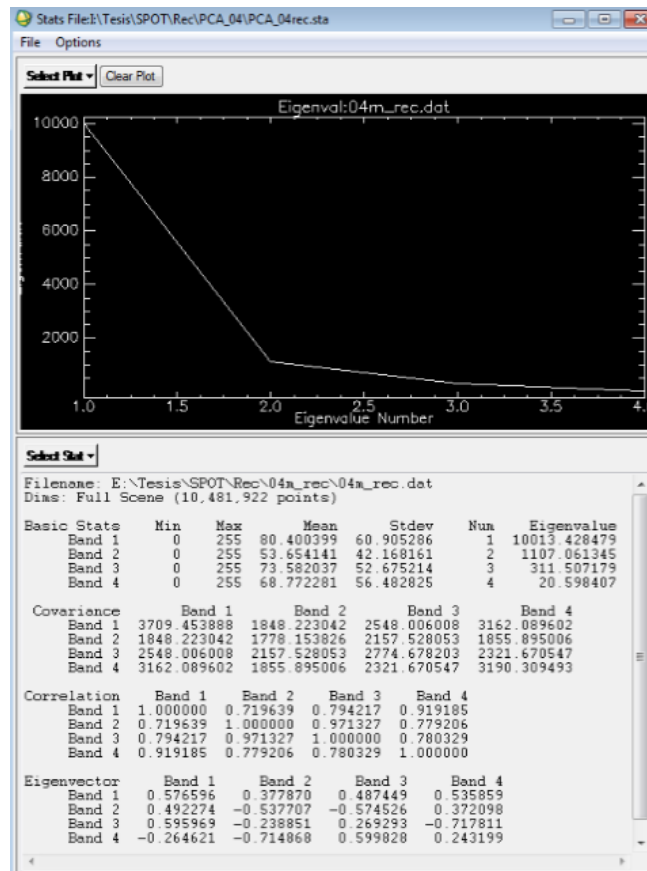 Stats File:I:\Tesis\SPOT\Rec\PCA_04\PCA_04rec.sta
File Options
Select Plot Clear Plot
Eigenval:04m_rec.dat
10000
8000
6000
4000
2000
1.0 1.5 2.0 2.5 3.0 3.5 4.
Eigenvalue Number
Select Stat
Filename: E:\Tesis\SPOT\Rec\04m_rec\04m_rec.dat
Dims: Full Scene (10,481,922 points)
Basic Stats Min Max Mean Stdev Num Eigenvalue
Band 1 0 255 80.400399 60.905286 1 10013.428479
Band 2 0 255 53.654141 42.168161 2 1107.061345
Band 3 0 255 73.582037 52.675214 3 311.507179
Band 4 0 255 68.772281 56.482825 4 20.598407
Covariance Band 1 Band 2 Band 3 Band 4
Band 1 3709.453888 1848.223042 2548.006008 3162.089602
Band 2 1848.223042 1778.153826 2157.528053 1855.895006
Band 3 2548.006008 2157.528053 2774.678203 2321.670547
Band 4 3162.089602 1855.895006 2321.670547 3190.309493
Correlation Band 1 Band 2 Band 3 Band 4
Band 1 1.000000 0.719639 0.794217 0.919185
Band 2 0.719639 1.000000 0.971327 0.779206
Band 3 0.794217 0.971327 1.000000 0.780329
Band 4 0.919185 0.779206 0.780329 1.000000
Eigenvector Band 1 Band 2 Band 3 Band 4
Band 1 0.576596 0.377870 0.487449 0.535859
Band 2 0.492274 -0.537707 -0.574526 0.372098
Band 3 0.595969 -0.238851 0.269293 -0.717811
Band 4 -0.264621 -0.714868 0.599828 0.243199